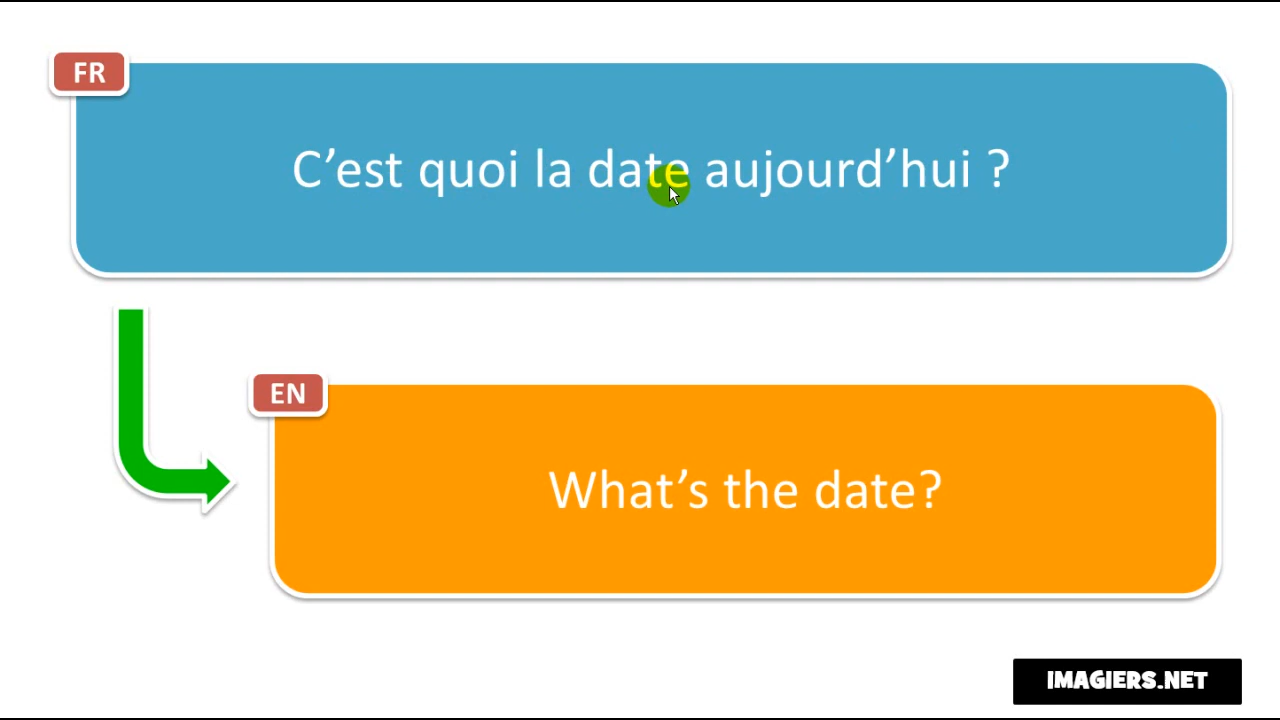 FR
C’est quoi la date aujourd’hui ?
EN
What’s the date?
IMAGIERS.NET